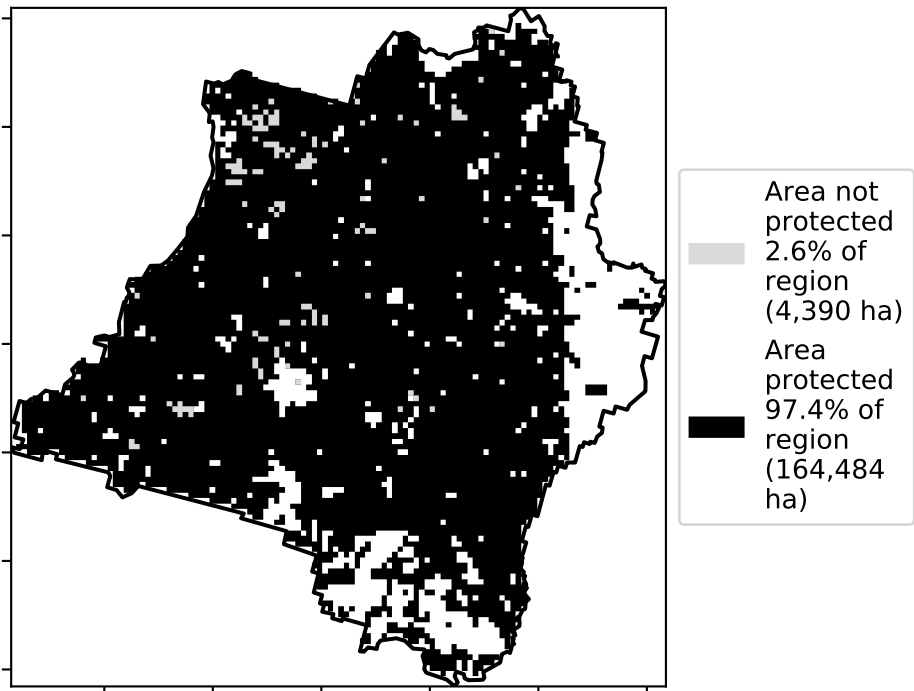 Area not
protected
2.6% of
region
(4,390 ha)
Area
protected
97.4% of
region
(164,484
ha)